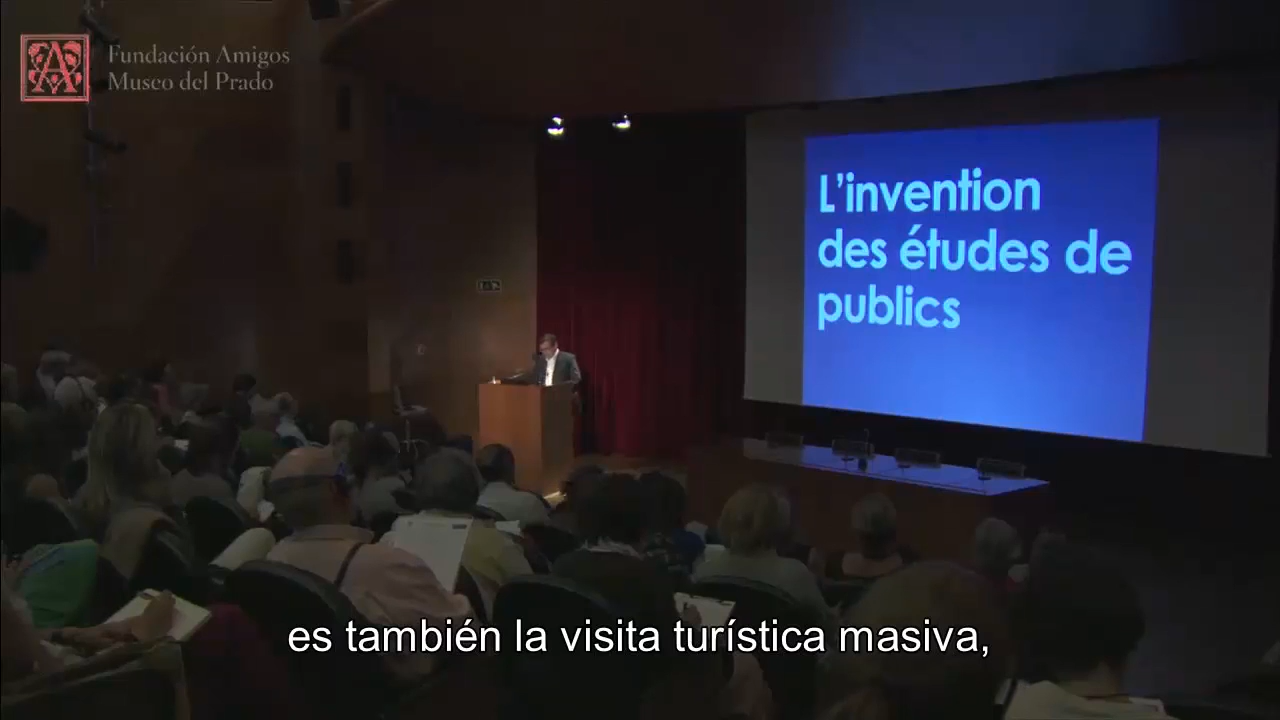 Fundación Amigos
Museo del Prado
L'invention
des études de
publics
es también la visita turística masiva,